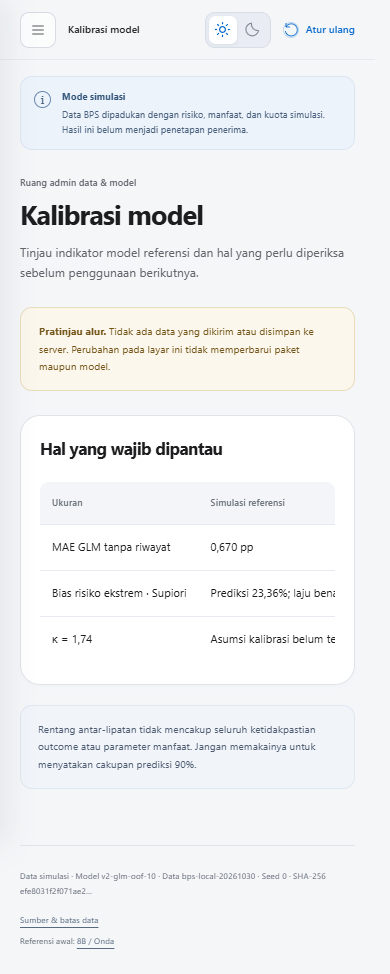 Kalibrasi model
Atur ulang
Mode simulasi
Data BPS dipadukan dengan risiko, manfaat, dan kuota simulasi.
Hasil ini belum menjadi penetapan penerima.
Ruang admin data & model
Kalibrasi model
Tinjau indikator model referensi dan hal yang perlu diperiksa
sebelum penggunaan berikutnya.
Pratinjau alur. Tidak ada data yang dikirim atau disimpan ke
server. Perubahan pada layar ini tidak memperbarui paket
maupun model.
Hal yang wajib dipantau
Ukuran Simulasi referensi
MAE GLM tanpa riwayat 0,670 pp
Bias risiko ekstrem · Supiori Prediksi 23,36%; laju bena
κ = 1,74 Asumsi kalibrasi belum te
Rentang antar-lipatan tidak mencakup seluruh ketidakpastian
outcome atau parameter manfaat. Jangan memakainya untuk
menyatakan cakupan prediksi 90%.
Data simulasi · Model v2-glm-oof-10 · Data bps-local-20261030 · Seed 0 · SHA-256
efe8031f2f071ae2…
Sumber & batas data
Referensi awal: 8B / Onda